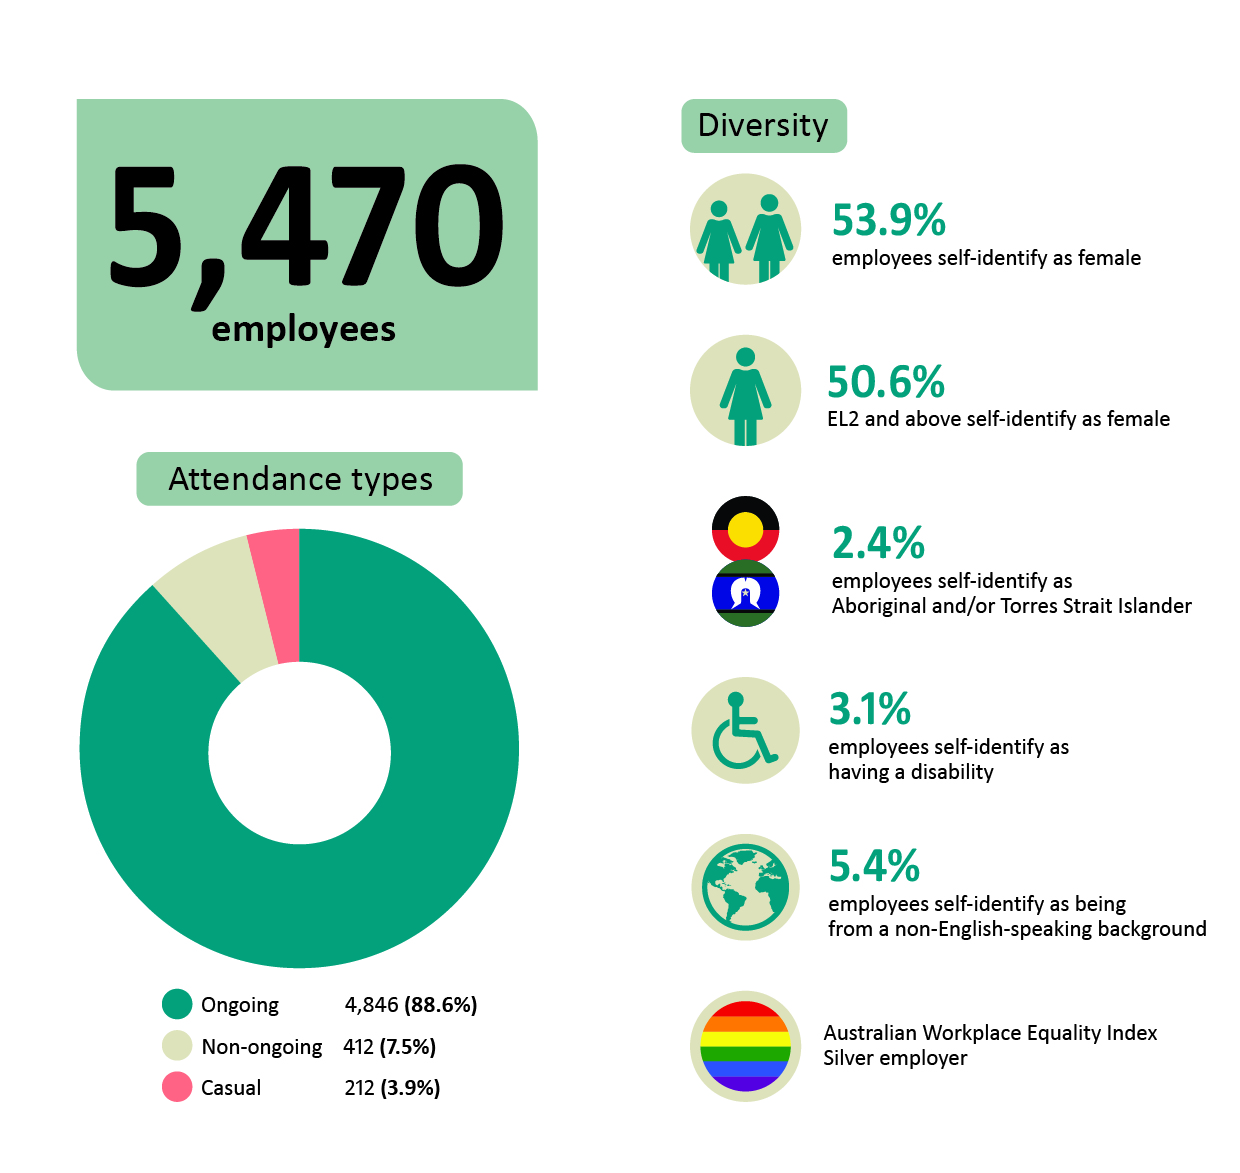 5,470
employees
Attendance types
Ongoing 4,846 (88.6%)
Non-ongoing 412 (7.5%)
Casual 212 (3.9%)
Diversity
53.9%
employees self-identify as female
50.6%
EL2 and above self-identify as female
2.4%
employees self-identify as
Aboriginal and/or Torres Strait Islander
3.1%
employees self-identify as
having a disability
5.4%
employees self-identify as being
from a non-English-speaking background
Australian Workplace Equality Index
Silver employer